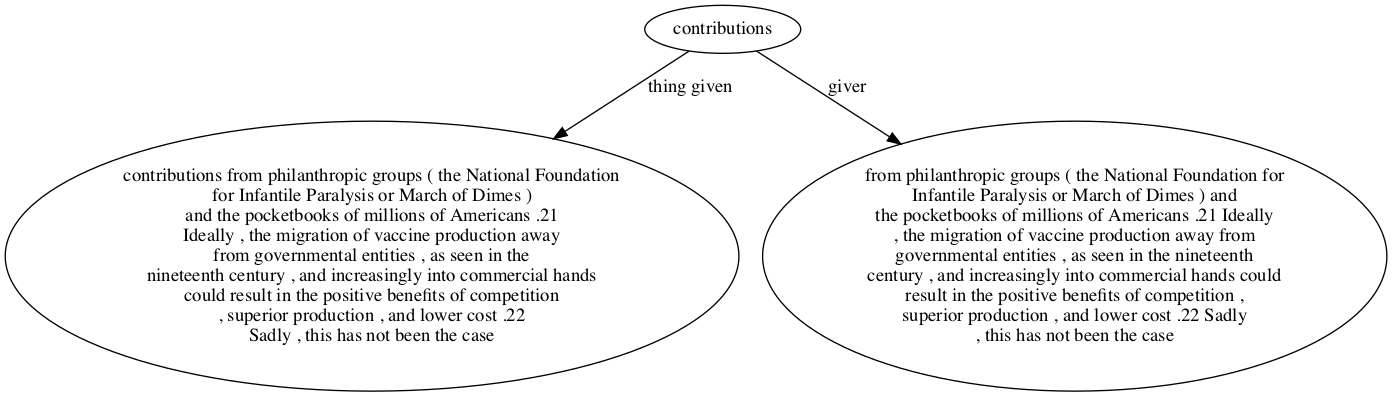 contributions
thing given
giver
contributions from philanthropic groups ( the National Foundation
for Infantile Paralysis or March of Dimes )
and the pocketbooks of millions of Americans .21
Ideally , the migration of vaccine production away
from governmental entities , as seen in the
nineteenth century , and increasingly into commercial hands
could result in the positive benefits of competition
, superior production , and lower cost .22
Sadly , this has not been the case
from philanthropic groups ( the National Foundation for
Infantile Paralysis or March of Dimes ) and
the pocketbooks of millions of Americans .21 Ideally
, the migration of vaccine production away from
governmental entities , as seen in the nineteenth
century , and increasingly into commercial hands could
result in the positive benefits of competition ,
superior production , and lower cost .22 Sadly
, this has not been the case